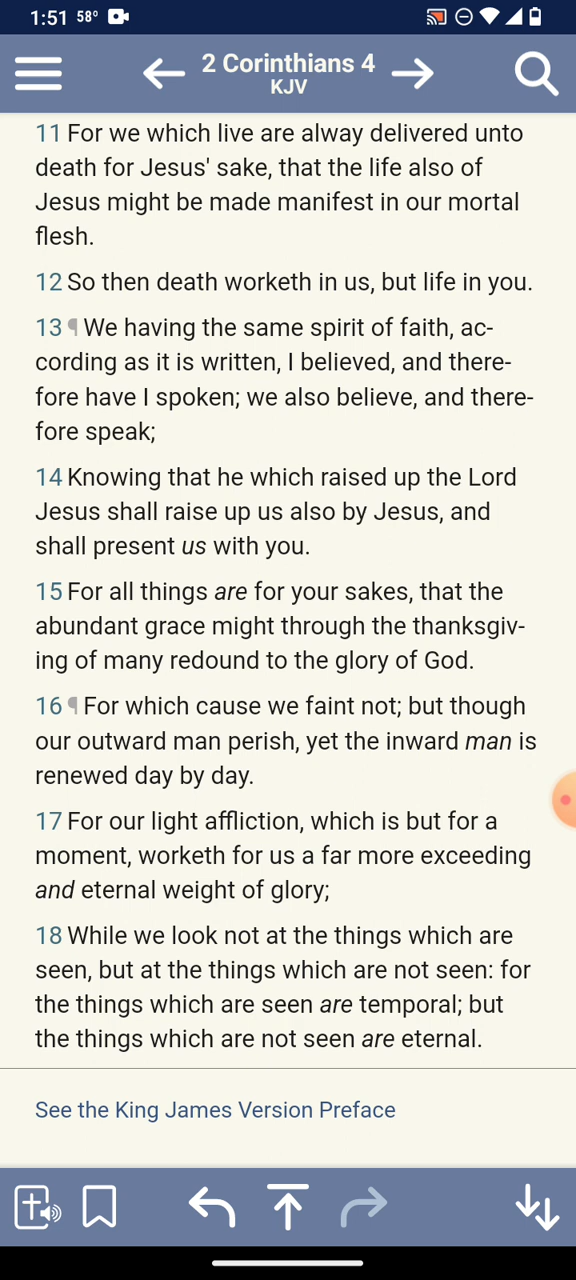 1:51 58°
2 Corinthians 4
KJV
11 For we which live are alway delivered unto
death for Jesus' sake, that the life also of
Jesus might be made manifest in our mortal
flesh.
12 So then death worketh in us, but life in you.
13 ¶ We having the same spirit of faith, ac-
cording as it is written, I believed, and there-
fore have I spoken; we also believe, and there-
fore speak;
14 Knowing that he which raised up the Lord
Jesus shall raise up us also by Jesus, and
shall present us with you.
15 For all things are for your sakes, that the
abundant grace might through the thanksgiv-
ing of many redound to the glory of God.
16 ¶ For which cause we faint not; but though
our outward man perish, yet the inward man is
renewed day by day.
17 For our light affliction, which is but for a
moment, worketh for us a far more exceeding
and eternal weight of glory;
18 While we look not at the things which are
seen, but at the things which are not seen: for
the things which are seen are temporal; but
the things which are not seen are eternal.
See the King James Version Preface